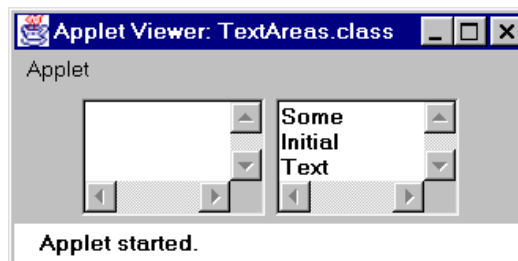 Applet Viewer: TextAreas.class
Applet
Some
Initial
Text
Applet started.